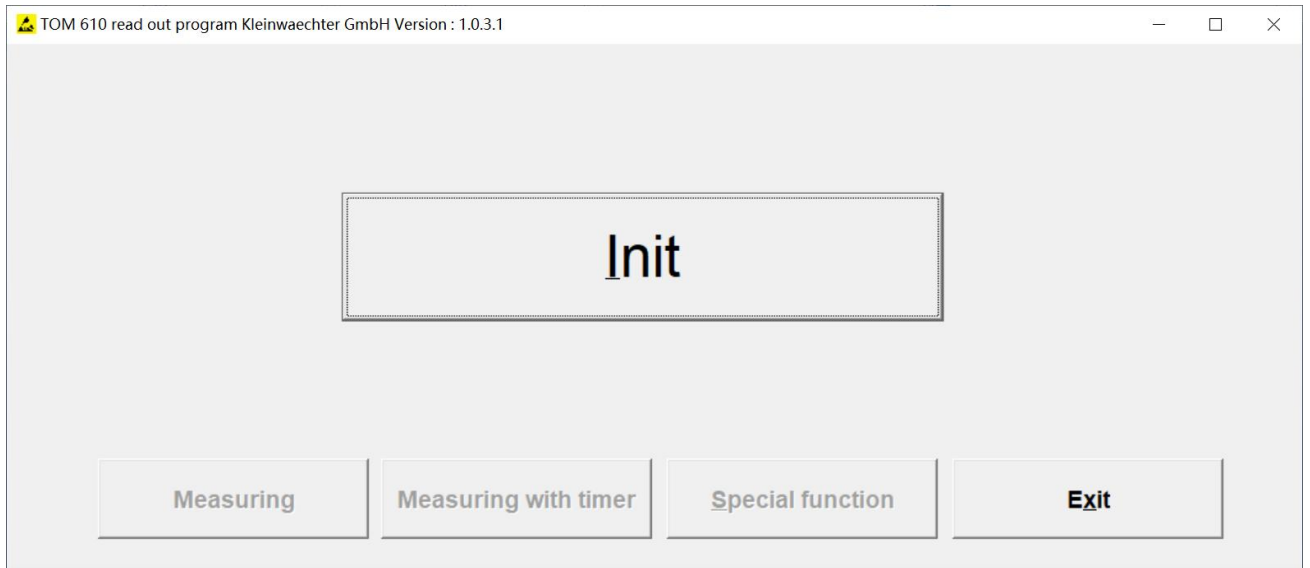 TOM 610 read out program Kleinwaechter GmbH Version : 1.0.3.1
Init
Measuring
Measuring with timer
Special function
Exit